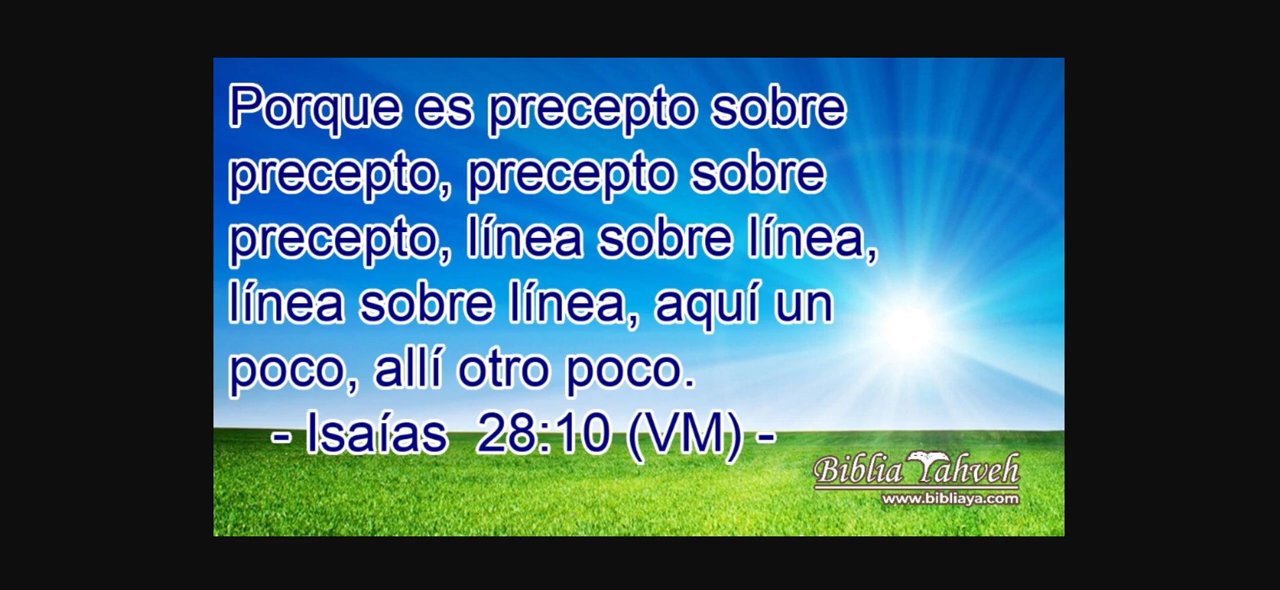 Porque es precepto sobre
precepto, precepto sobre
precepto, línea sobre línea,
línea sobre línea, aquí un
poco, allí otro poco.
- Isaías  28:10 (VM) -
Biblia Yahveh
www.bibliaya.com